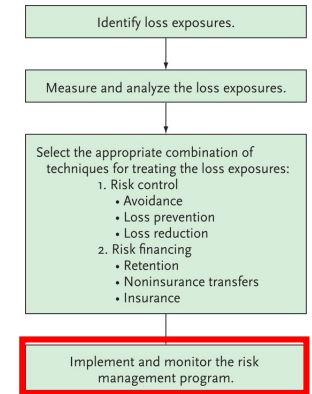 Identify loss exposures.
Measure and analyze the loss exposures.
Select the appropriate combination of
techniques for treating the loss exposures:
1. Risk control
• Avoidance
• Loss prevention
• Loss reduction
2. Risk financing
• Retention
• Noninsurance transfers
• Insurance
Implement and monitor the risk
management program.